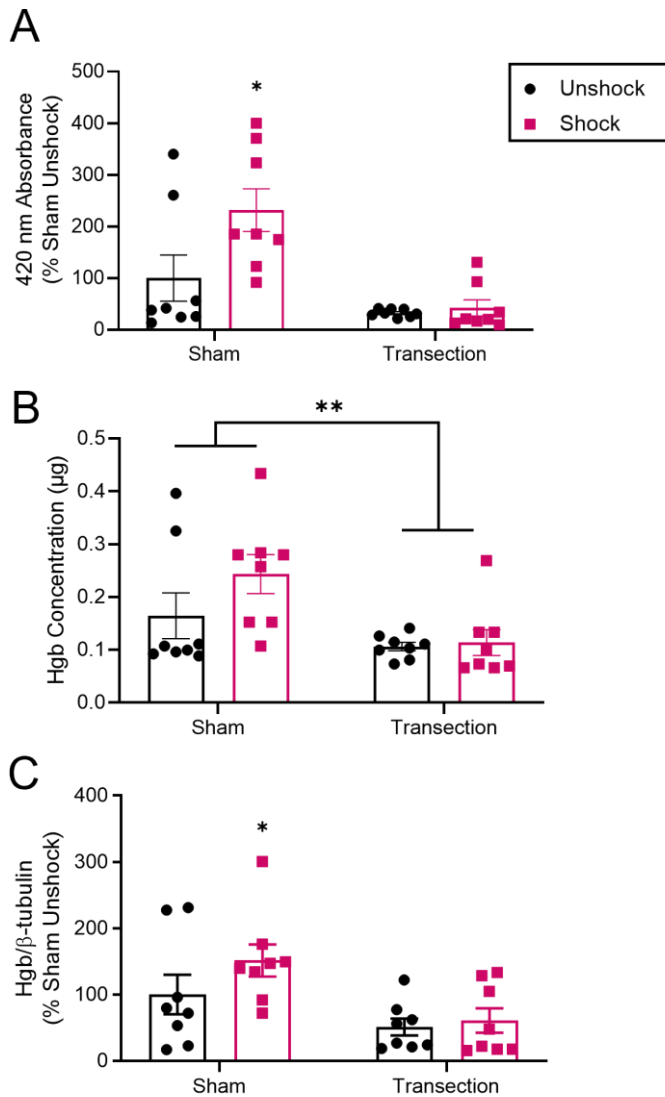 A
420 nm Absorbance
(% Sham Unshock)
500
400
300
200
100
0
*
Unshock
Shock
Sham
Transection
B
Hgb Concentration (µg)
0.5
0.4
0.3
0.2
0.1
0.0
**
Sham
Transection
C
Hgb/β-tubulin
(% Sham Unshock)
400
300
200
100
0
*
Sham
Transection